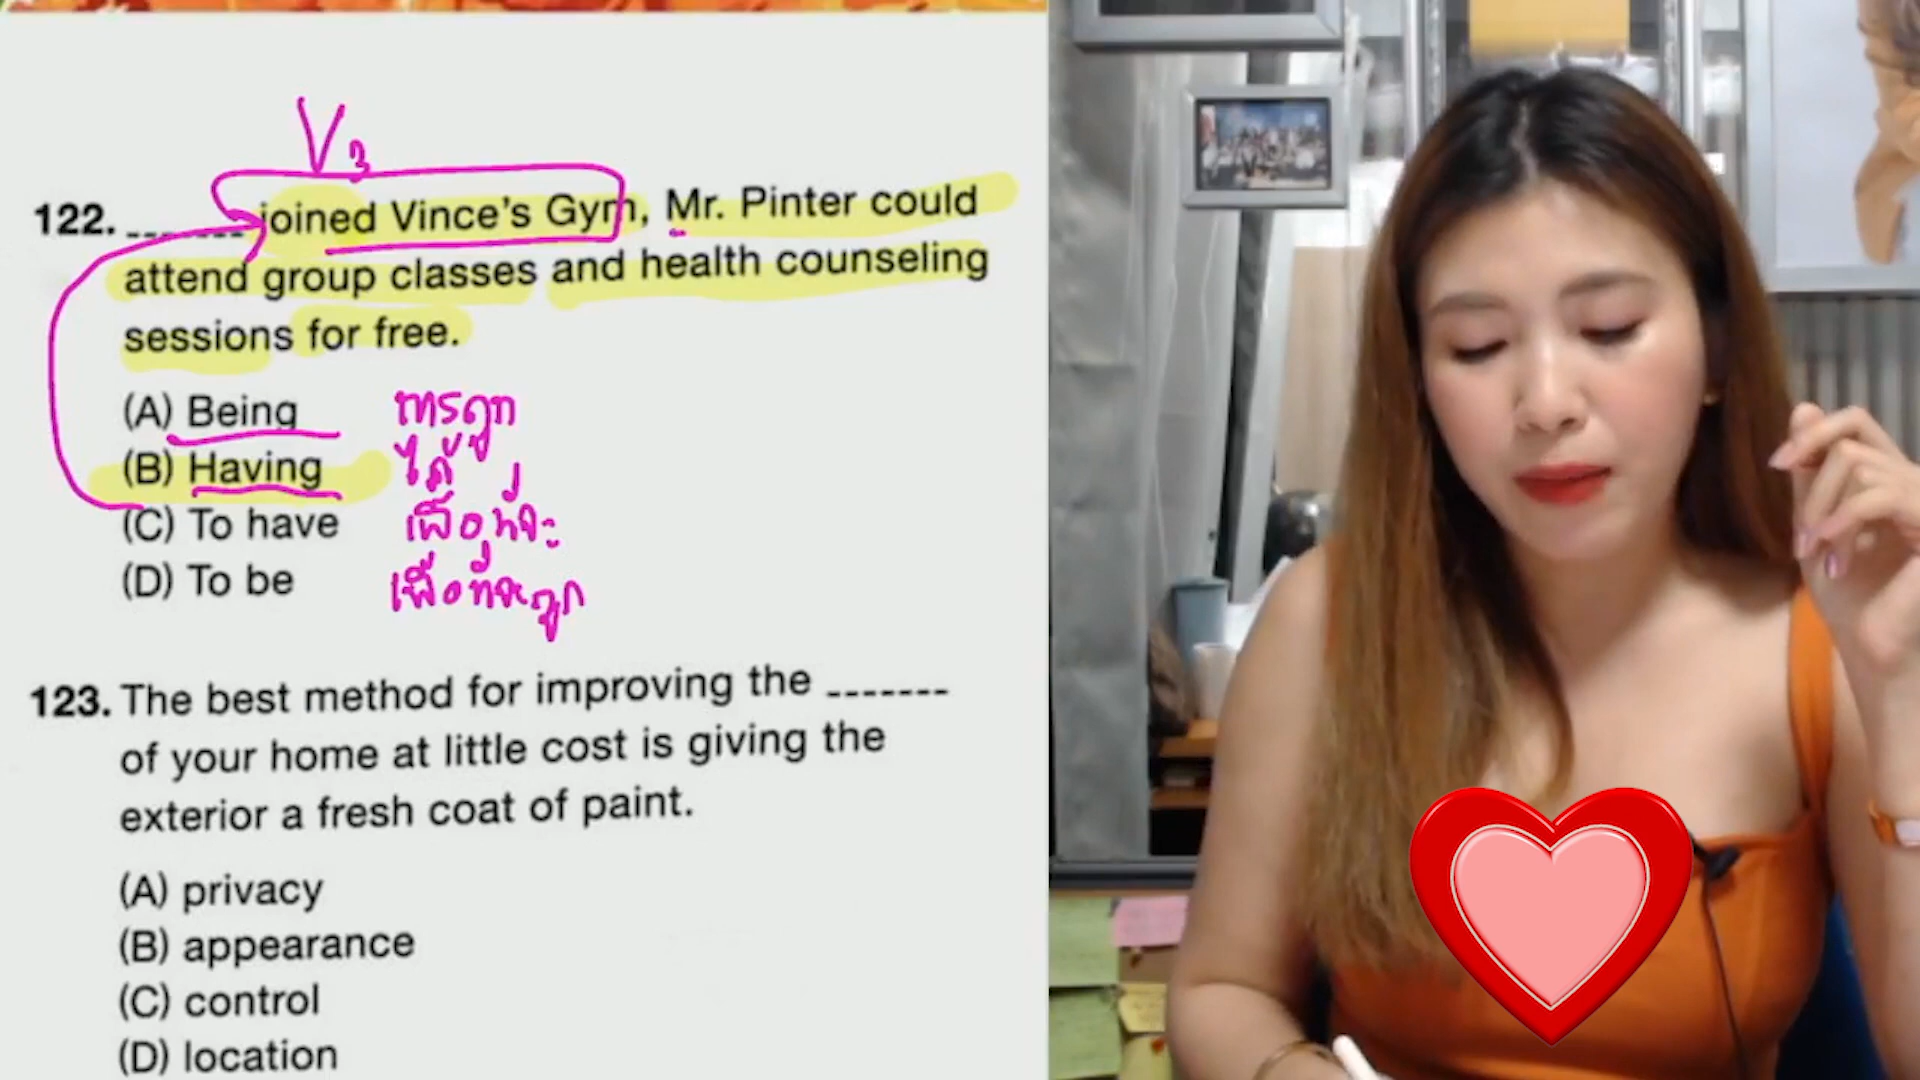 V3
122. _______ joined Vince's Gym, Mr. Pinter could
attend group classes and health counseling
sessions for free.
(A) Being การถูก
(B) Having ได้
(C) To have เพื่อที่จะ
(D) To be เพื่อที่จะถูก
123. The best method for improving the -------
of your home at little cost is giving the
exterior a fresh coat of paint.
(A) privacy
(B) appearance
(C) control
(D) location